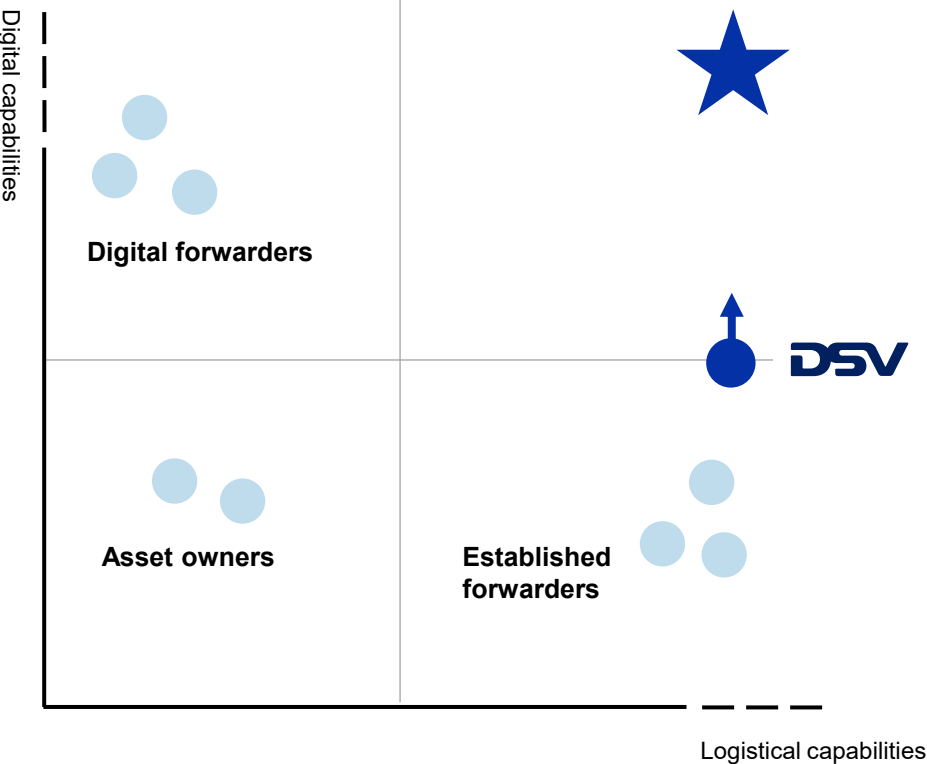 Digital capabilities
Digital forwarders
DSV
Asset owners
Established
forwarders
Logistical capabilities